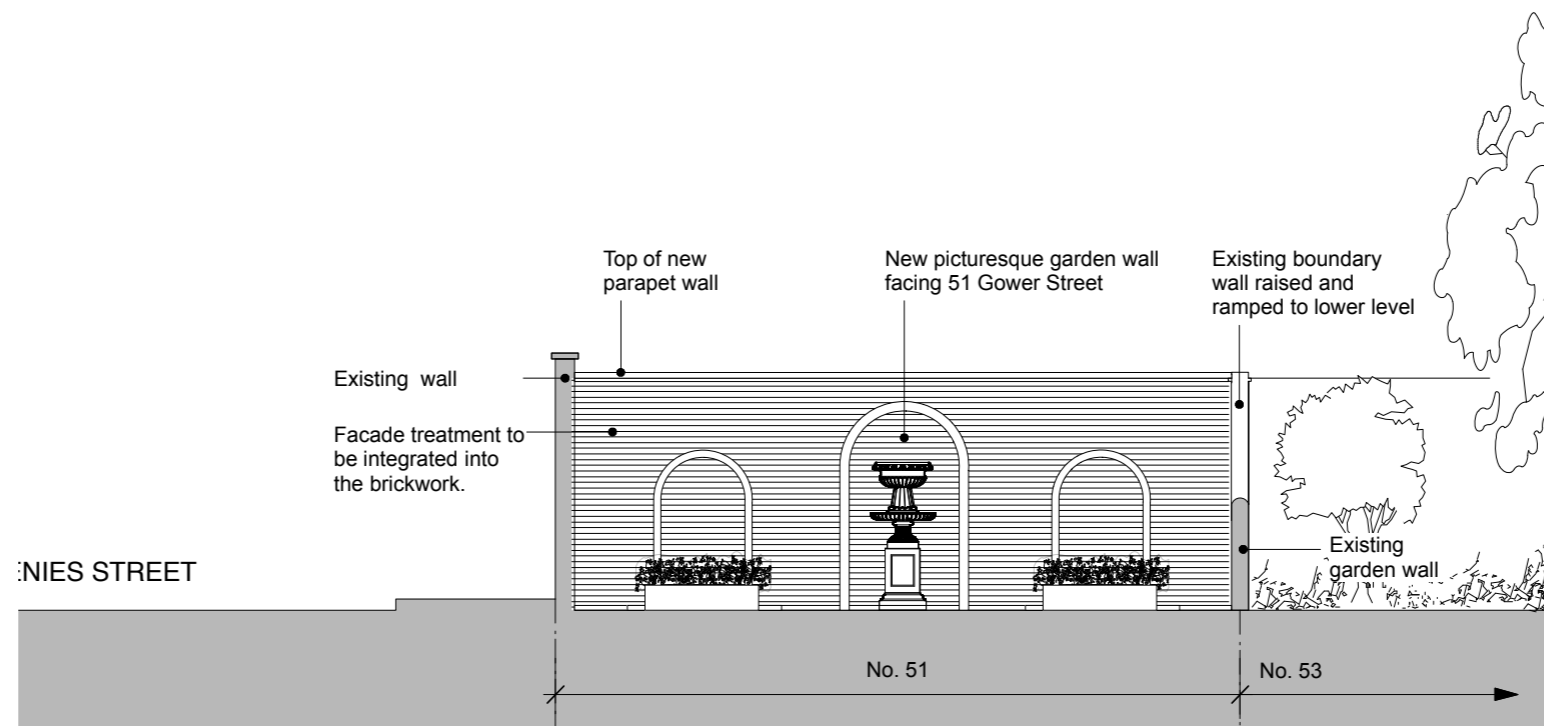 Top of new
parapet wall
New picturesque garden wall
facing 51 Gower Street
Existing boundary
wall raised and
ramped to lower level
Existing wall
Facade treatment to
be integrated into
the brickwork.
ENIES STREET
Existing
garden wall
No. 51
No. 53